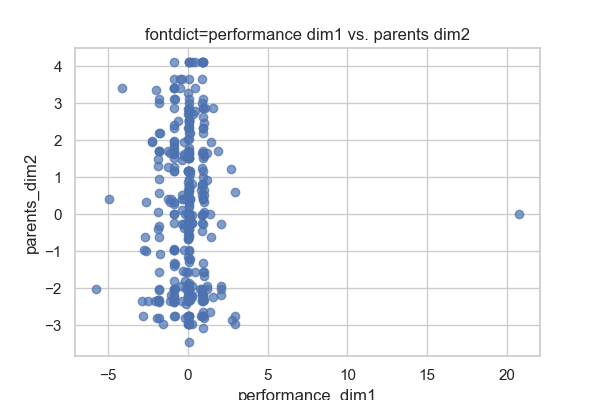 fontdict=performance dim1 vs. parents dim2
4
3
2
1
0
−1
−2
−3
parents_dim2
−5 0 5 10 15 20
performance_dim1